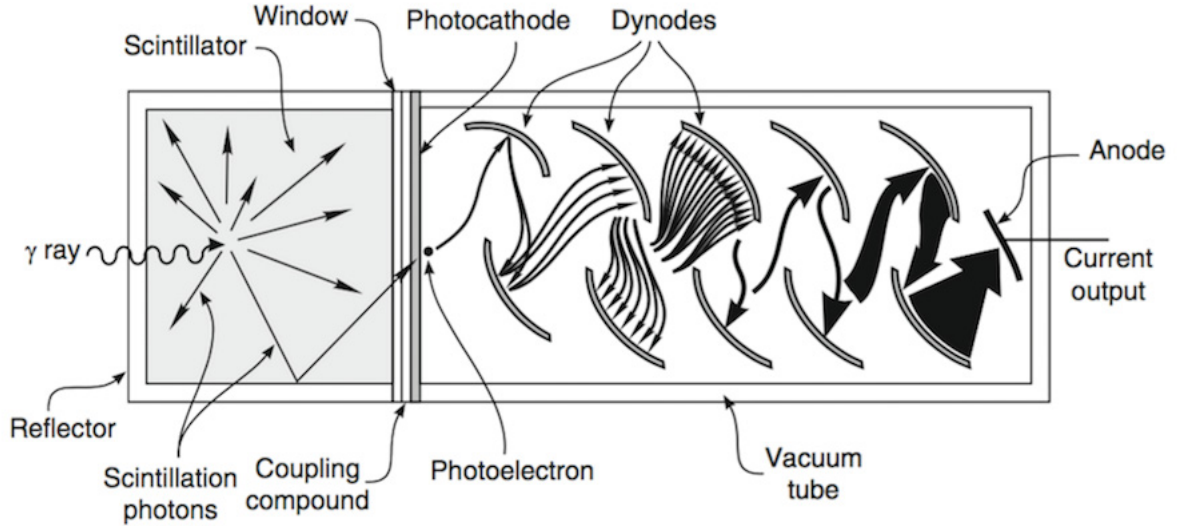 Window
Photocathode
Dynodes
Scintillator
Anode
γ ray
Current
output
Reflector
Scintillation
photons
Coupling
compound
Photoelectron
Vacuum
tube